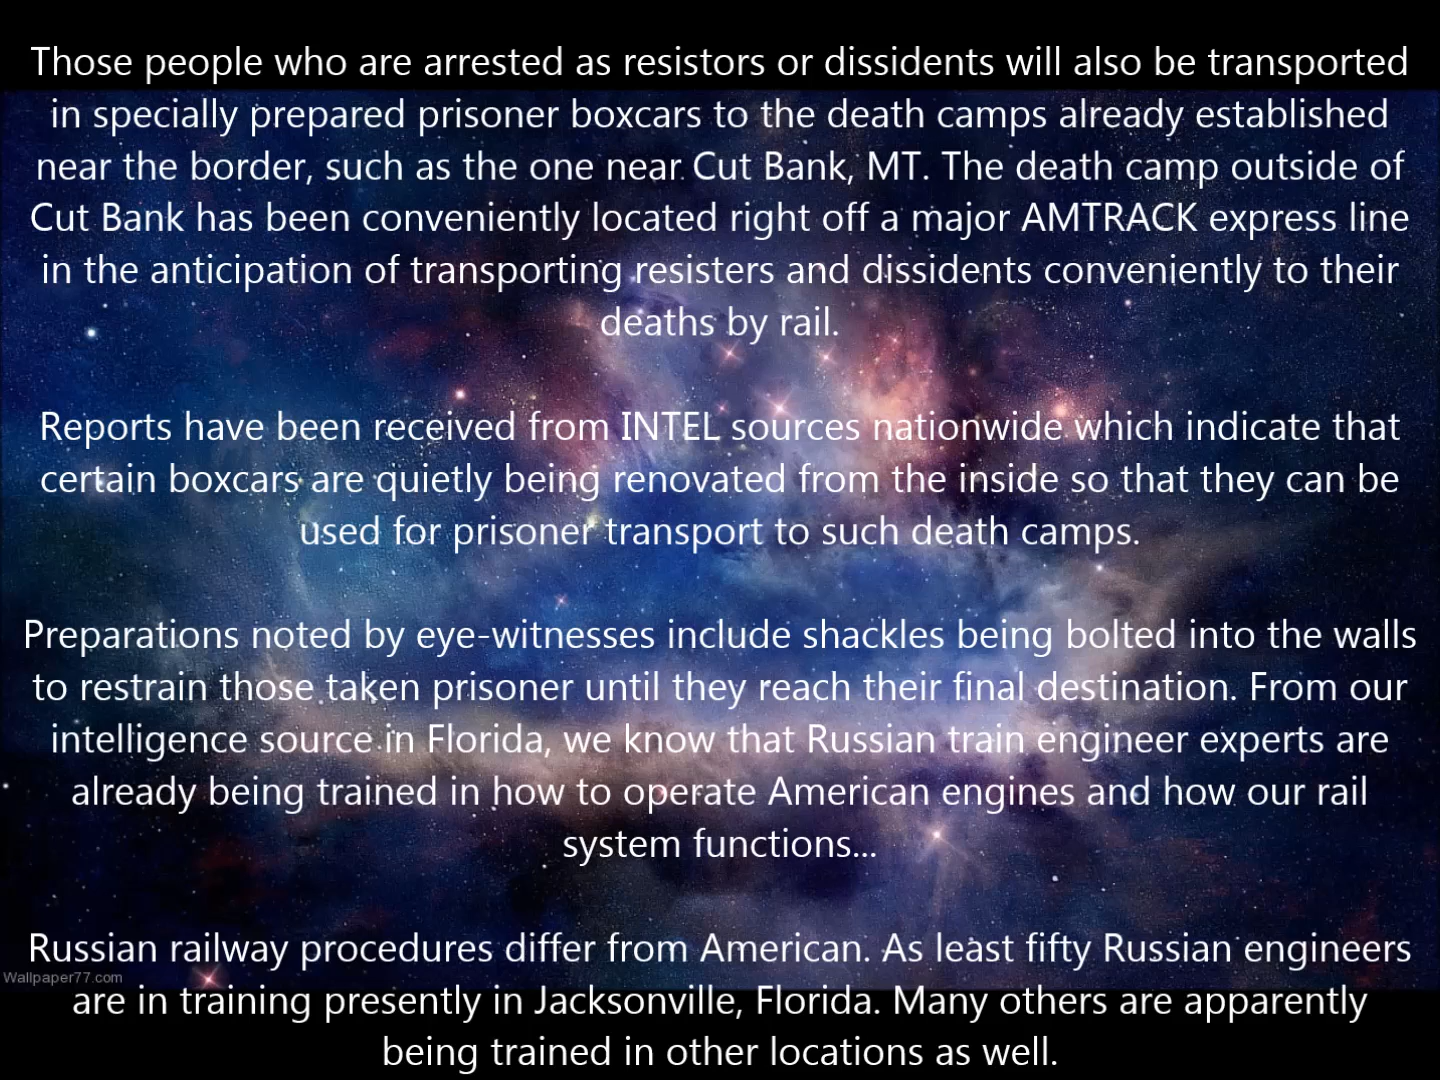 Those people who are arrested as resistors or dissidents will also be transported
in specially prepared prisoner boxcars to the death camps already established
near the border, such as the one near Cut Bank, MT. The death camp outside of
Cut Bank has been conveniently located right off a major AMTRACK express line
in the anticipation of transporting resisters and dissidents conveniently to their
deaths by rail.
Reports have been received from INTEL sources nationwide which indicate that
certain boxcars are quietly being renovated from the inside so that they can be
used for prisoner transport to such death camps.
Preparations noted by eye-witnesses include shackles being bolted into the walls
to restrain those taken prisoner until they reach their final destination. From our
intelligence source in Florida, we know that Russian train engineer experts are
already being trained in how to operate American engines and how our rail
system functions...
Russian railway procedures differ from American. As least fifty Russian engineers
Wallpaper77.com
are in training presently in Jacksonville, Florida. Many others are apparently
being trained in other locations as well.